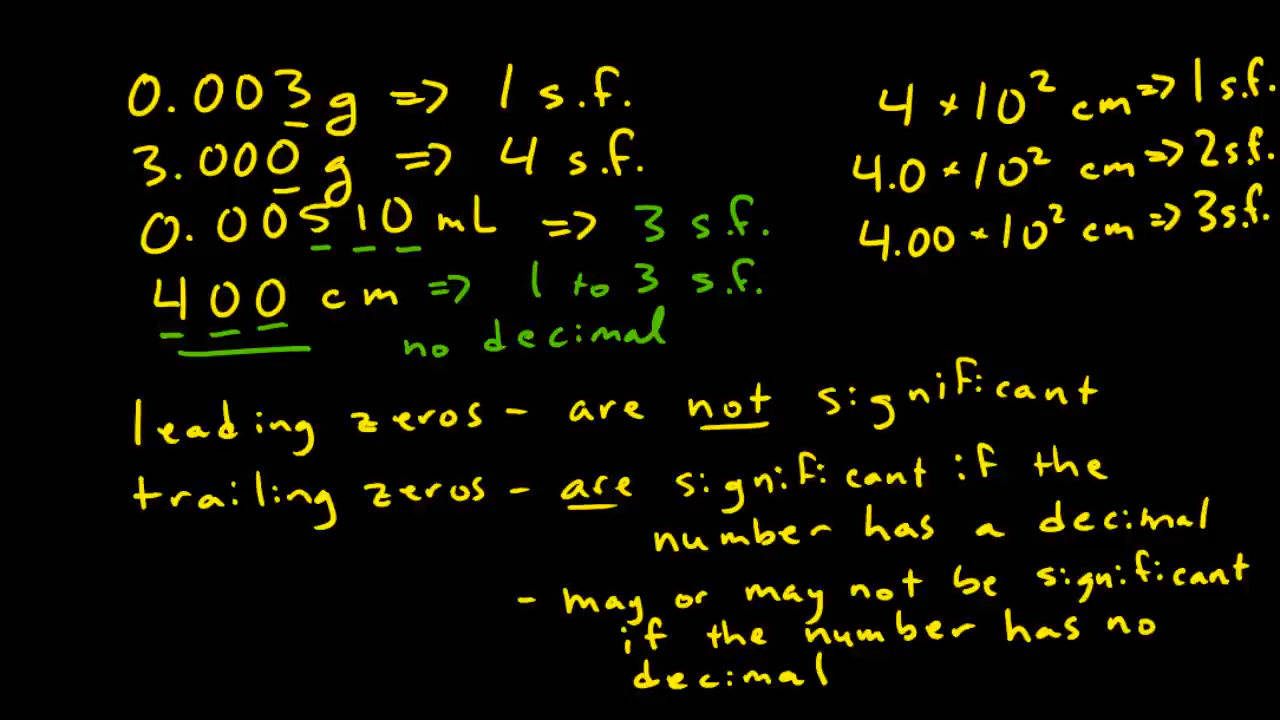 0.003 g => 1 s.f.
3.000 g => 4 s.f.
0.00510 mL => 3 s.f.
400 cm => 1 to 3 s.f.
no decimal
4 * 10² cm => 1 s.f.
4.0 * 10² cm => 2 s.f.
4.00 * 10² cm => 3 s.f.
leading zeros - are not significant
trailing zeros - are significant if the
number has a decimal
- may or may not be significant
if the number has no
decimal